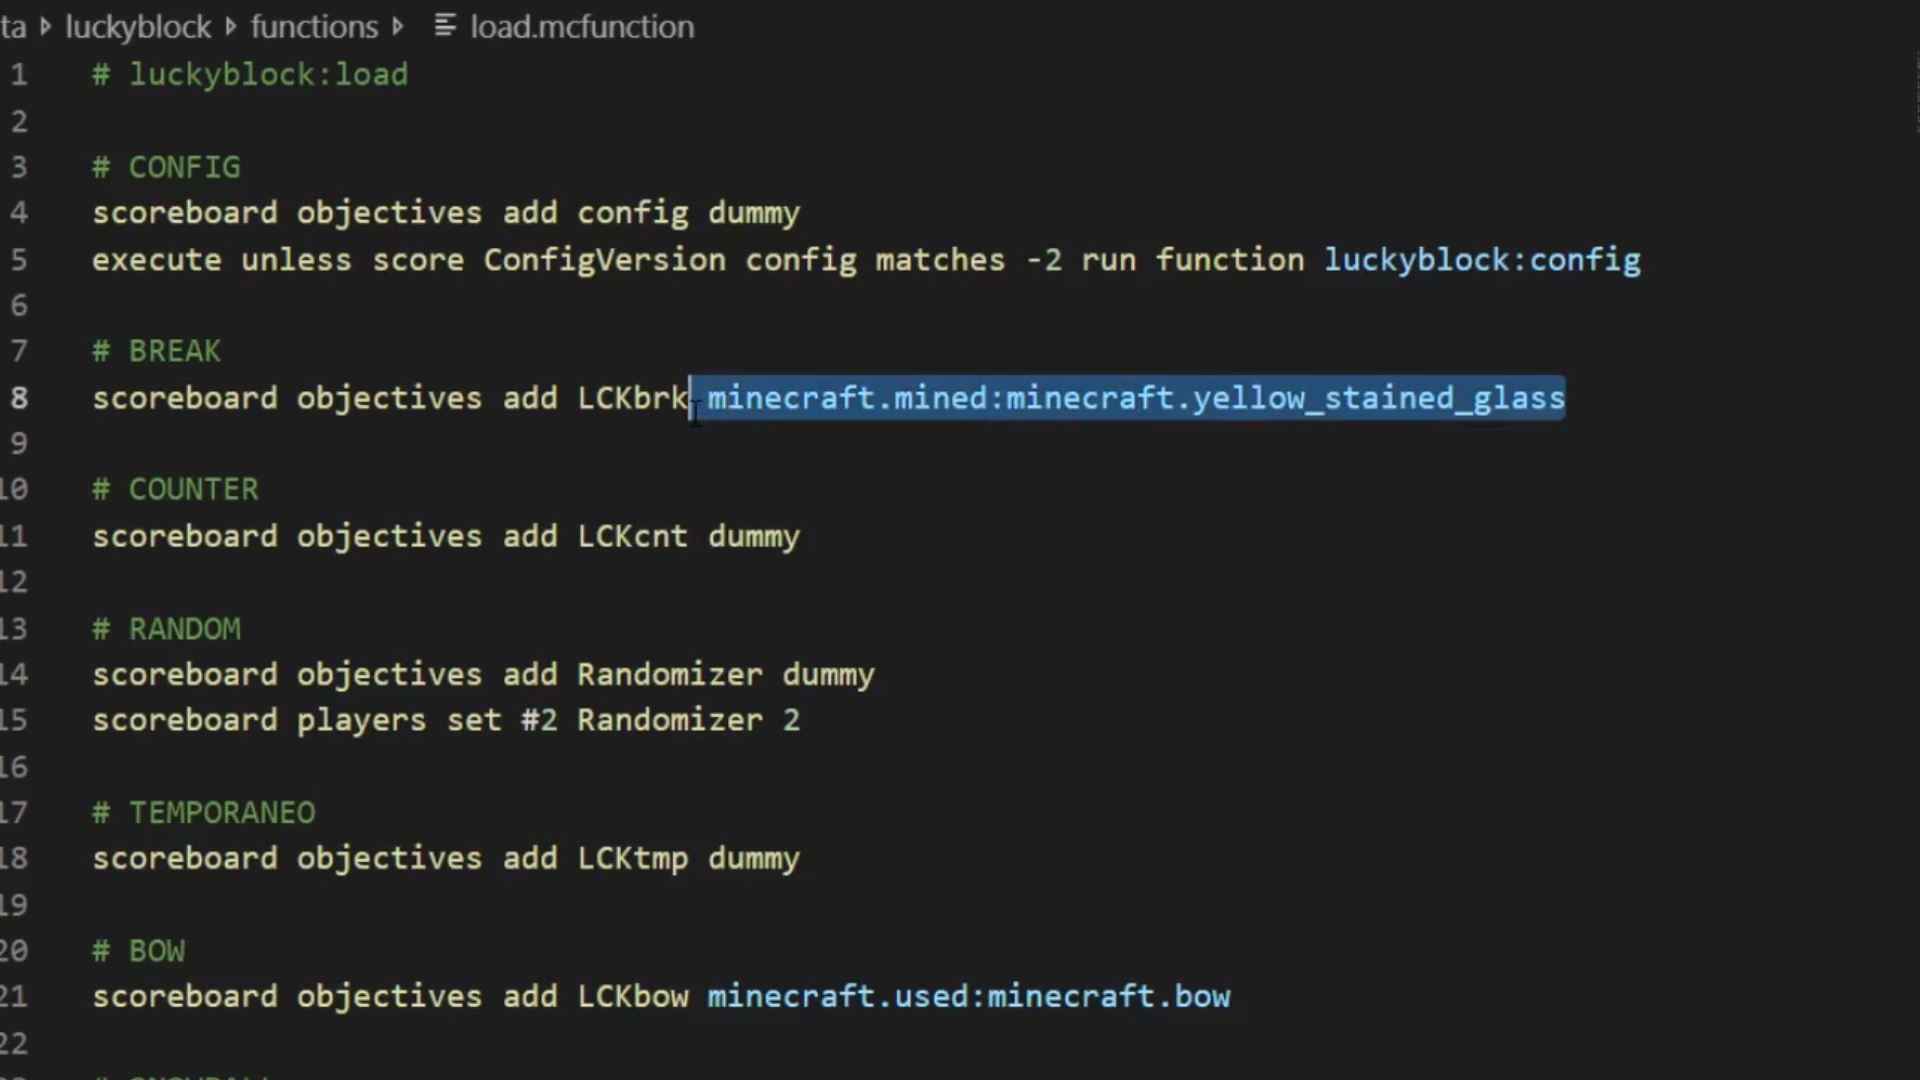 ta luckyblock functions load.mcfunction
1 # luckyblock:load
2
3 # CONFIG
4 scoreboard objectives add config dummy
5 execute unless score ConfigVersion config matches -2 run function luckyblock:config
6
7 # BREAK
8 scoreboard objectives add LCKbrk minecraft.mined:minecraft.yellow_stained_glass
9
10 # COUNTER
11 scoreboard objectives add LCKcnt dummy
12
13 # RANDOM
14 scoreboard objectives add Randomizer dummy
15 scoreboard players set #2 Randomizer 2
16
17 # TEMPORANEO
18 scoreboard objectives add LCKtmp dummy
19
20 # BOW
21 scoreboard objectives add LCKbow minecraft.used:minecraft.bow
22